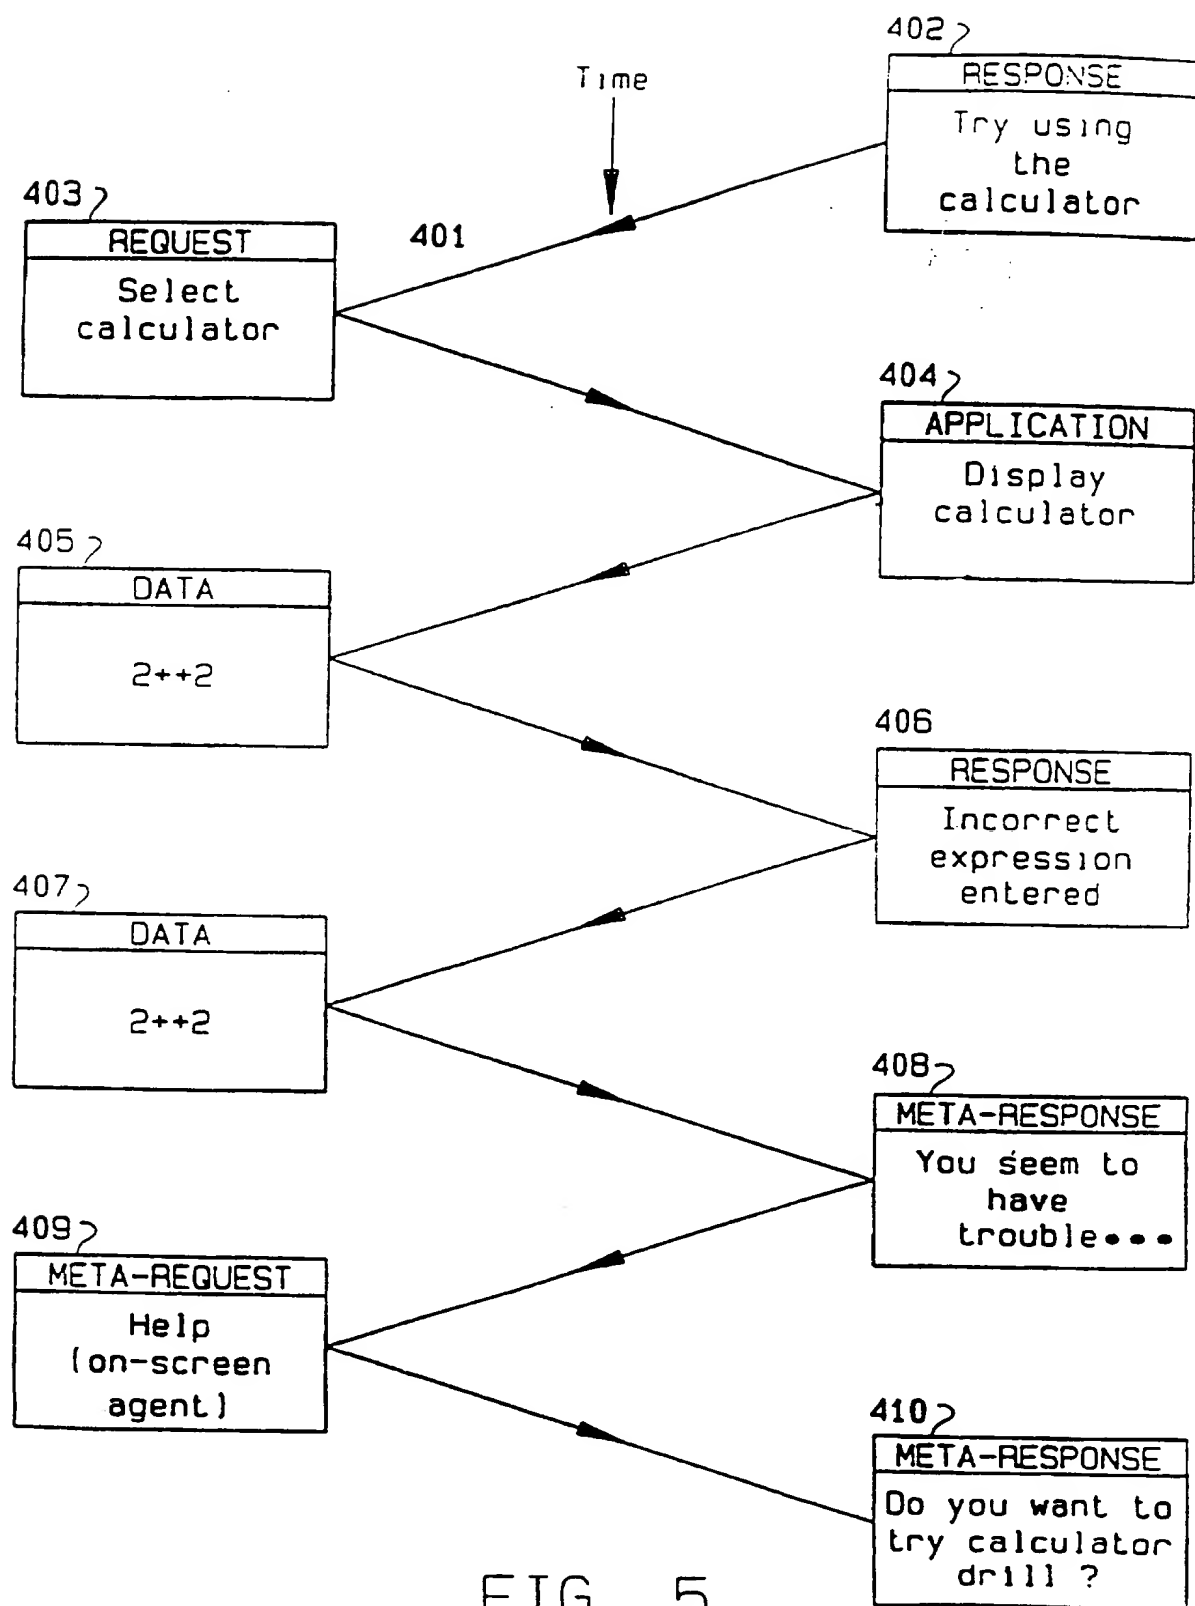 402
RESPONSE
Try using
the
calculator
Time
403
REQUEST
Select
calculator
401
404
APPLICATION
Display
calculator
405
DATA
2++2
406
RESPONSE
Incorrect
expression
entered
407
DATA
2++2
408
META-RESPONSE
You seem to
have
trouble•••
409
META-REQUEST
Help
(on-screen
agent)
410
META-RESPONSE
Do you want to
try calculator
drill ?
FIG. 5